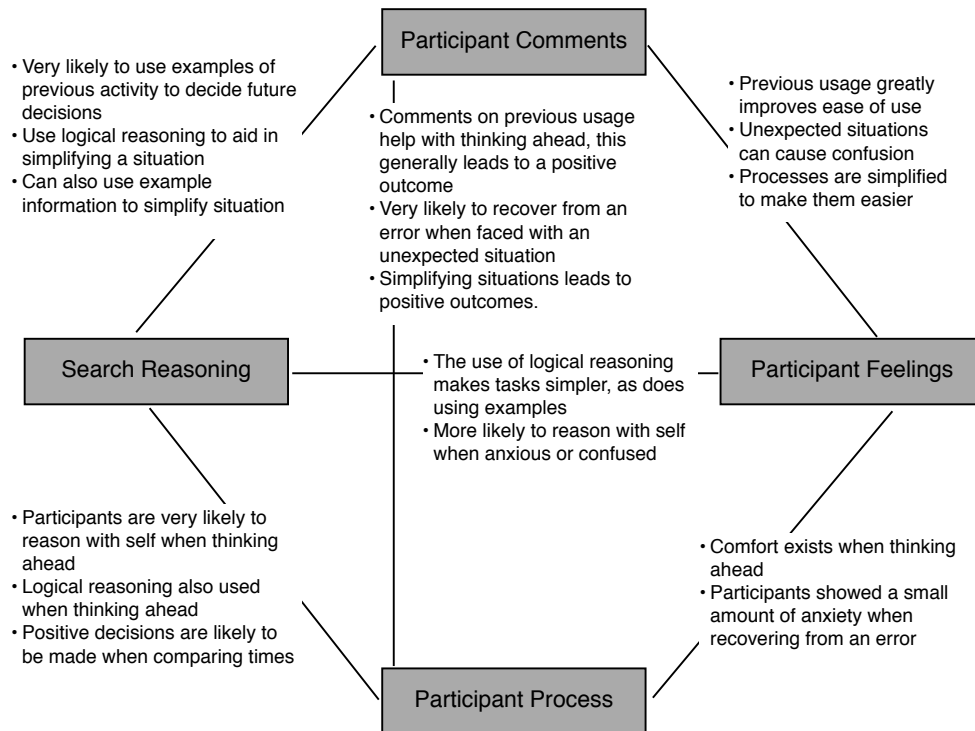 Participant Comments
• Very likely to use examples of
previous activity to decide future
decisions
• Use logical reasoning to aid in
simplifying a situation
• Can also use example
information to simplify situation
• Comments on previous usage
help with thinking ahead, this
generally leads to a positive
outcome
• Very likely to recover from an
error when faced with an
unexpected situation
• Simplifying situations leads to
positive outcomes.
• Previous usage greatly
improves ease of use
• Unexpected situations
can cause confusion
• Processes are simplified
to make them easier
Search Reasoning
• The use of logical reasoning
makes tasks simpler, as does
using examples
• More likely to reason with self
when anxious or confused
Participant Feelings
• Participants are very likely to
reason with self when thinking
ahead
• Logical reasoning also used
when thinking ahead
• Positive decisions are likely to
be made when comparing times
• Comfort exists when thinking
ahead
• Participants showed a small
amount of anxiety when
recovering from an error
Participant Process